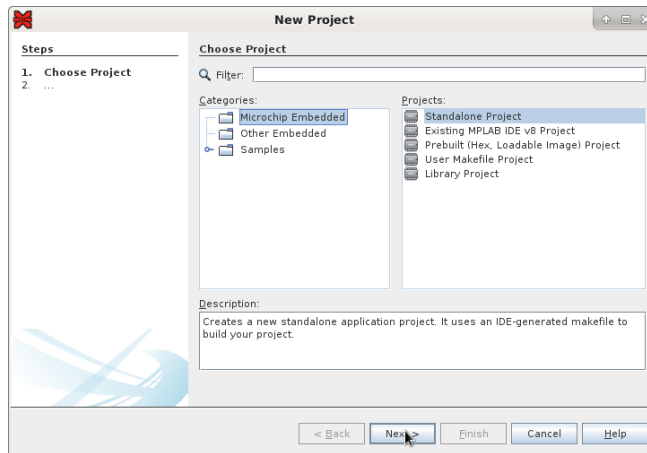 New Project
Steps
1. Choose Project
2. ...
Choose Project
Filter:
Categories:
Microchip Embedded
Other Embedded
Samples
Projects:
Standalone Project
Existing MPLAB IDE v8 Project
Prebuilt (Hex, Loadable Image) Project
User Makefile Project
Library Project
Description:
Creates a new standalone application project. It uses an IDE-generated makefile to
build your project.
< Back
Next >
Finish
Cancel
Help